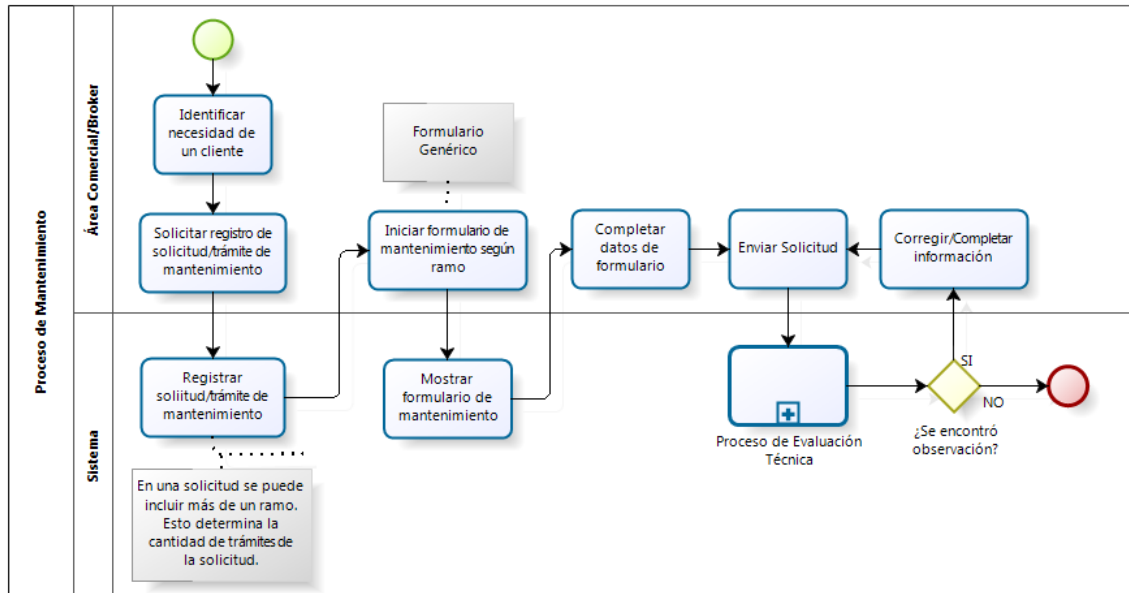 Proceso de Mantenimiento
Área Comercial/Broker
Identificar
necesidad de
un cliente
Formulario
Genérico
Solicitar registro de
solicitud/trámite de
mantenimiento
Iniciar formulario de
mantenimiento según
ramo
Completar
datos de
formulario
Enviar Solicitud
Corregir/Completar
información
Sistema
Registrar
soliitud/trámite de
mantenimiento
Mostrar
formulario de
mantenimiento
Proceso de Evaluación
Técnica
SI
NO
¿Se encontró
observación?
En una solicitud se puede
incluir más de un ramo.
Esto determina la
cantidad de trámites de
la solicitud.